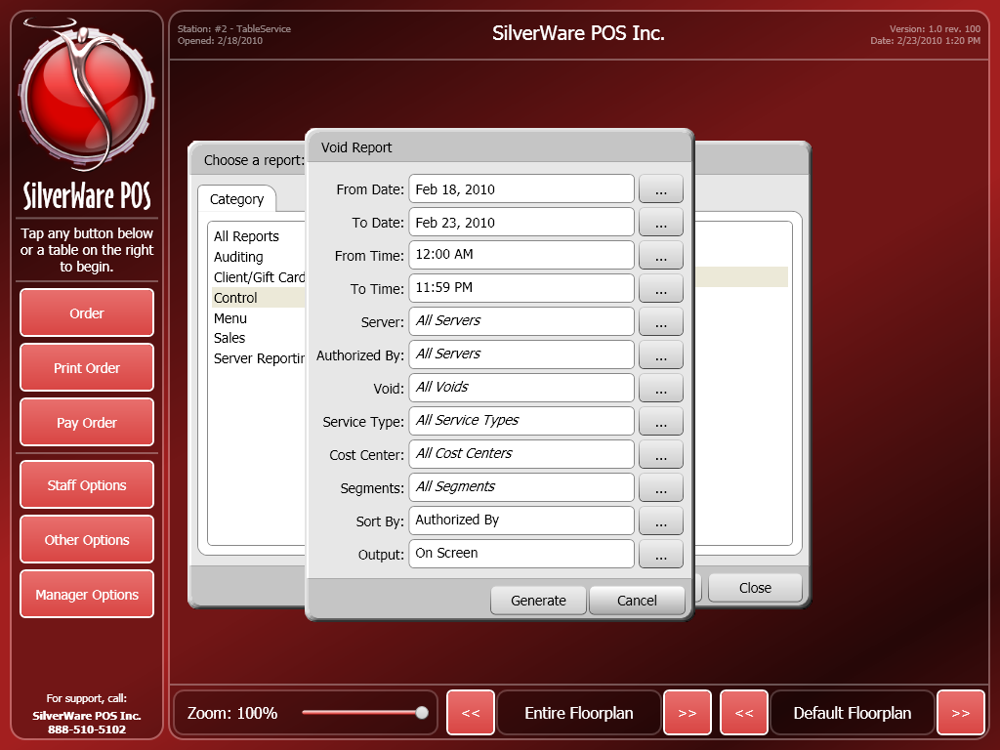 SilverWare POS
Tap any button below
or a table on the right
to begin.
Order
Print Order
Pay Order
Staff Options
Other Options
Manager Options
For support, call:
SilverWare POS Inc.
888-510-5102
Station: #2 - TableService
Opened: 2/18/2010
SilverWare POS Inc.
Version: 1.0 rev. 100
Date: 2/23/2010 1:20 PM
Choose a report:
Category
All Reports
Auditing
Client/Gift Card
Control
Menu
Sales
Server Reportin
Close
Void Report
From Date: Feb 18, 2010 ...
To Date: Feb 23, 2010 ...
From Time: 12:00 AM ...
To Time: 11:59 PM ...
Server: All Servers ...
Authorized By: All Servers ...
Void: All Voids ...
Service Type: All Service Types ...
Cost Center: All Cost Centers ...
Segments: All Segments ...
Sort By: Authorized By ...
Output: On Screen ...
Generate Cancel
Zoom: 100% << Entire Floorplan >> << Default Floorplan >>